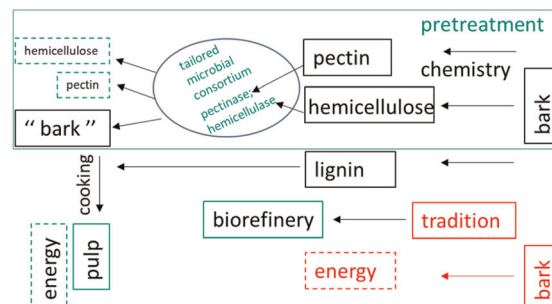 pretreatment
hemicellulose
tailored
microbial
consortium
pectin
chemistry
pectin
pectinase;
hemicellulase
hemicellulose
bark
“ bark ”
lignin
cooking
biorefinery
tradition
energy
pulp
energy
bark